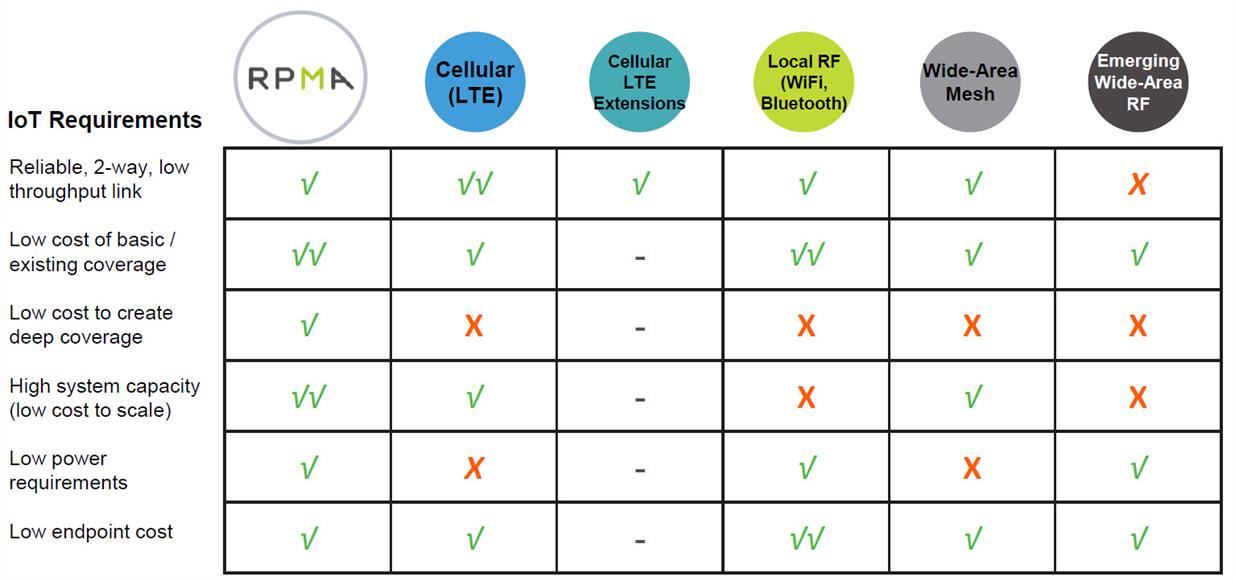 RPMA
Cellular
(LTE)
Cellular
LTE
Extensions
Local RF
(WiFi,
Bluetooth)
Wide-Area
Mesh
Emerging
Wide-Area
RF
IoT Requirements
Reliable, 2-way, low
throughput link
√ √√ √ √ √ X
Low cost of basic /
existing coverage
√√ √ - √√ √ √
Low cost to create
deep coverage
√ X - X X X
High system capacity
(low cost to scale)
√√ √ - X √ X
Low power
requirements
√ X - √ X √
Low endpoint cost
√ √ - √√ √ √